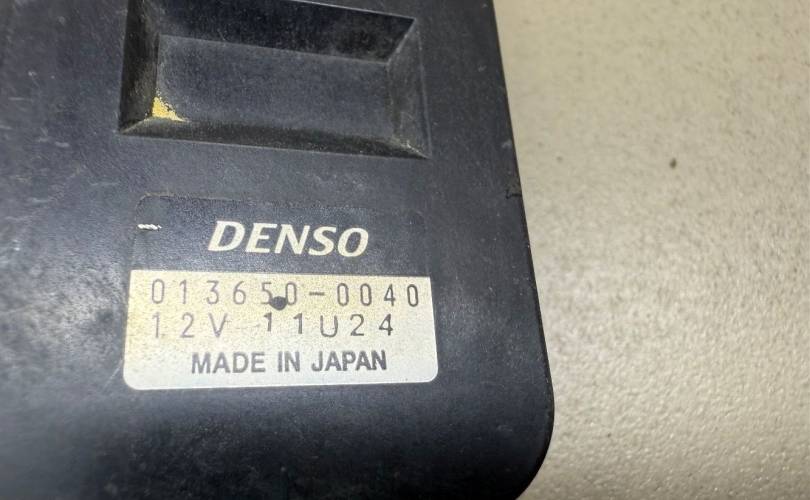 DENSO
013650-0040
12V 11U24
MADE IN JAPAN